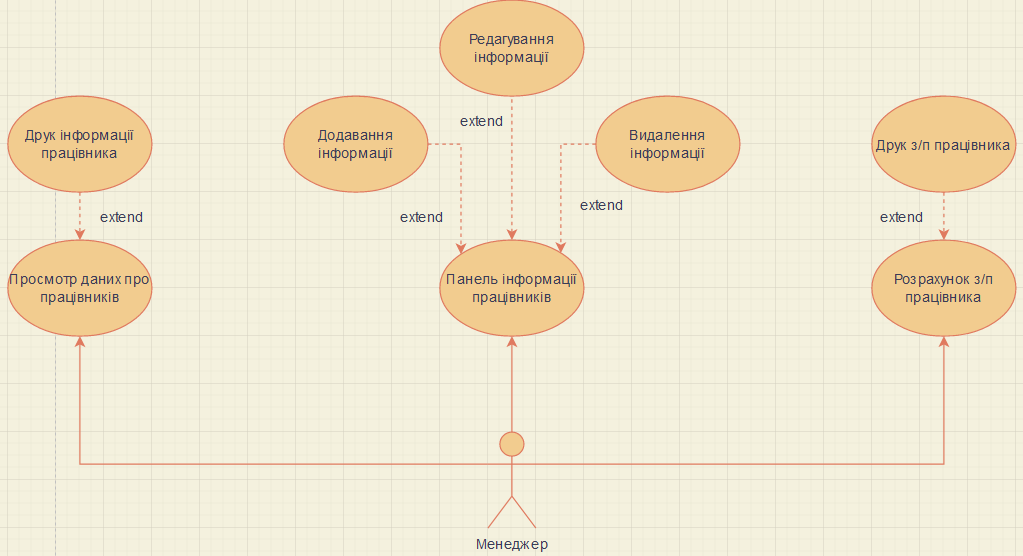 Редагування
інформації
extend
Друк інформації
працівника
Додавання
інформації
Видалення
інформації
Друк з/п працівника
extend
extend
extend
extend
Просмотр даних про
працівників
Панель інформації
працівників
Розрахунок з/п
працівника
Менеджер